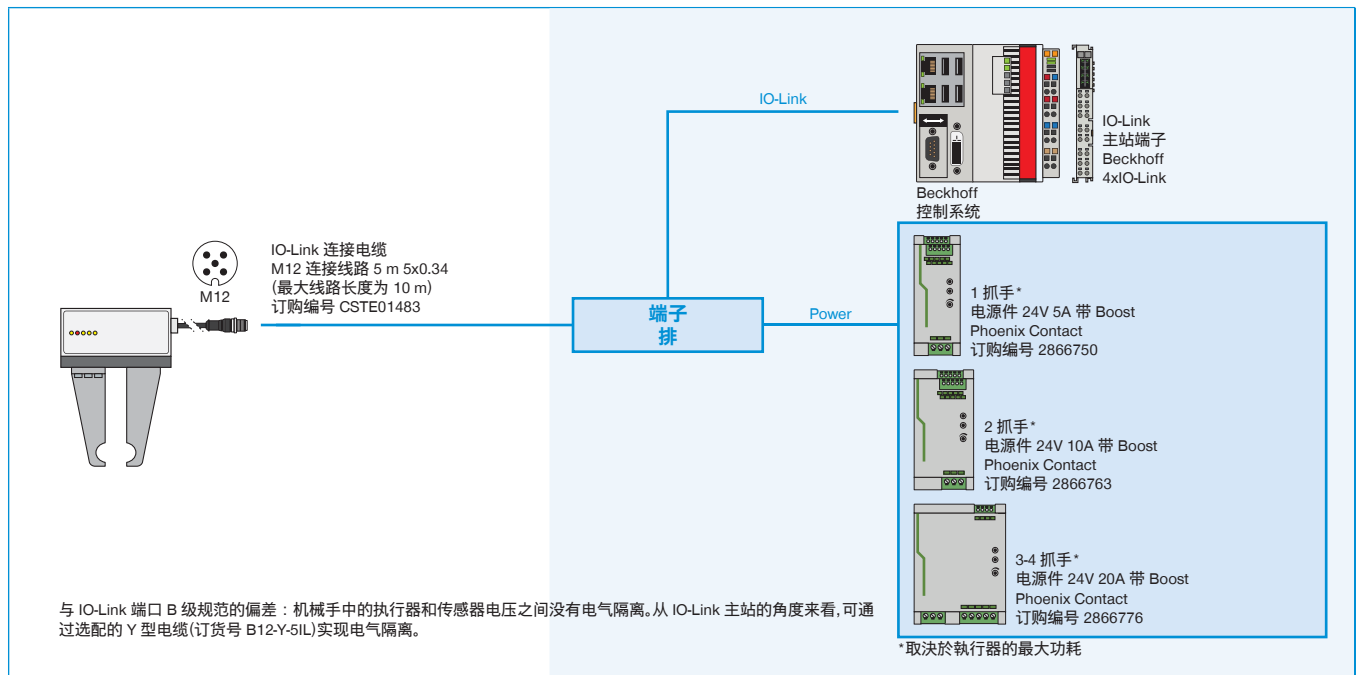 IO-Link
IO-Link
主站端子
Beckhoff
4xIO-Link
Beckhoff
控制系统
M12
IO-Link 连接电缆
M12 连接线路 5 m 5x0.34
(最大线路长度为 10 m)
订购编号 CSTE01483
端子
排
Power
1 抓手*
电源件 24V 5A 带 Boost
Phoenix Contact
订购编号 2866750
2 抓手*
电源件 24V 10A 带 Boost
Phoenix Contact
订购编号 2866763
3-4 抓手*
电源件 24V 20A 带 Boost
Phoenix Contact
订购编号 2866776
*取決於執行器的最大功耗
与 IO-Link 端口 B 级规范的偏差：机械手中的执行器和传感器电压之间没有电气隔离。从 IO-Link 主站的角度来看，可通
过选配的 Y 型电缆(订货号 B12-Y-5IL)实现电气隔离。